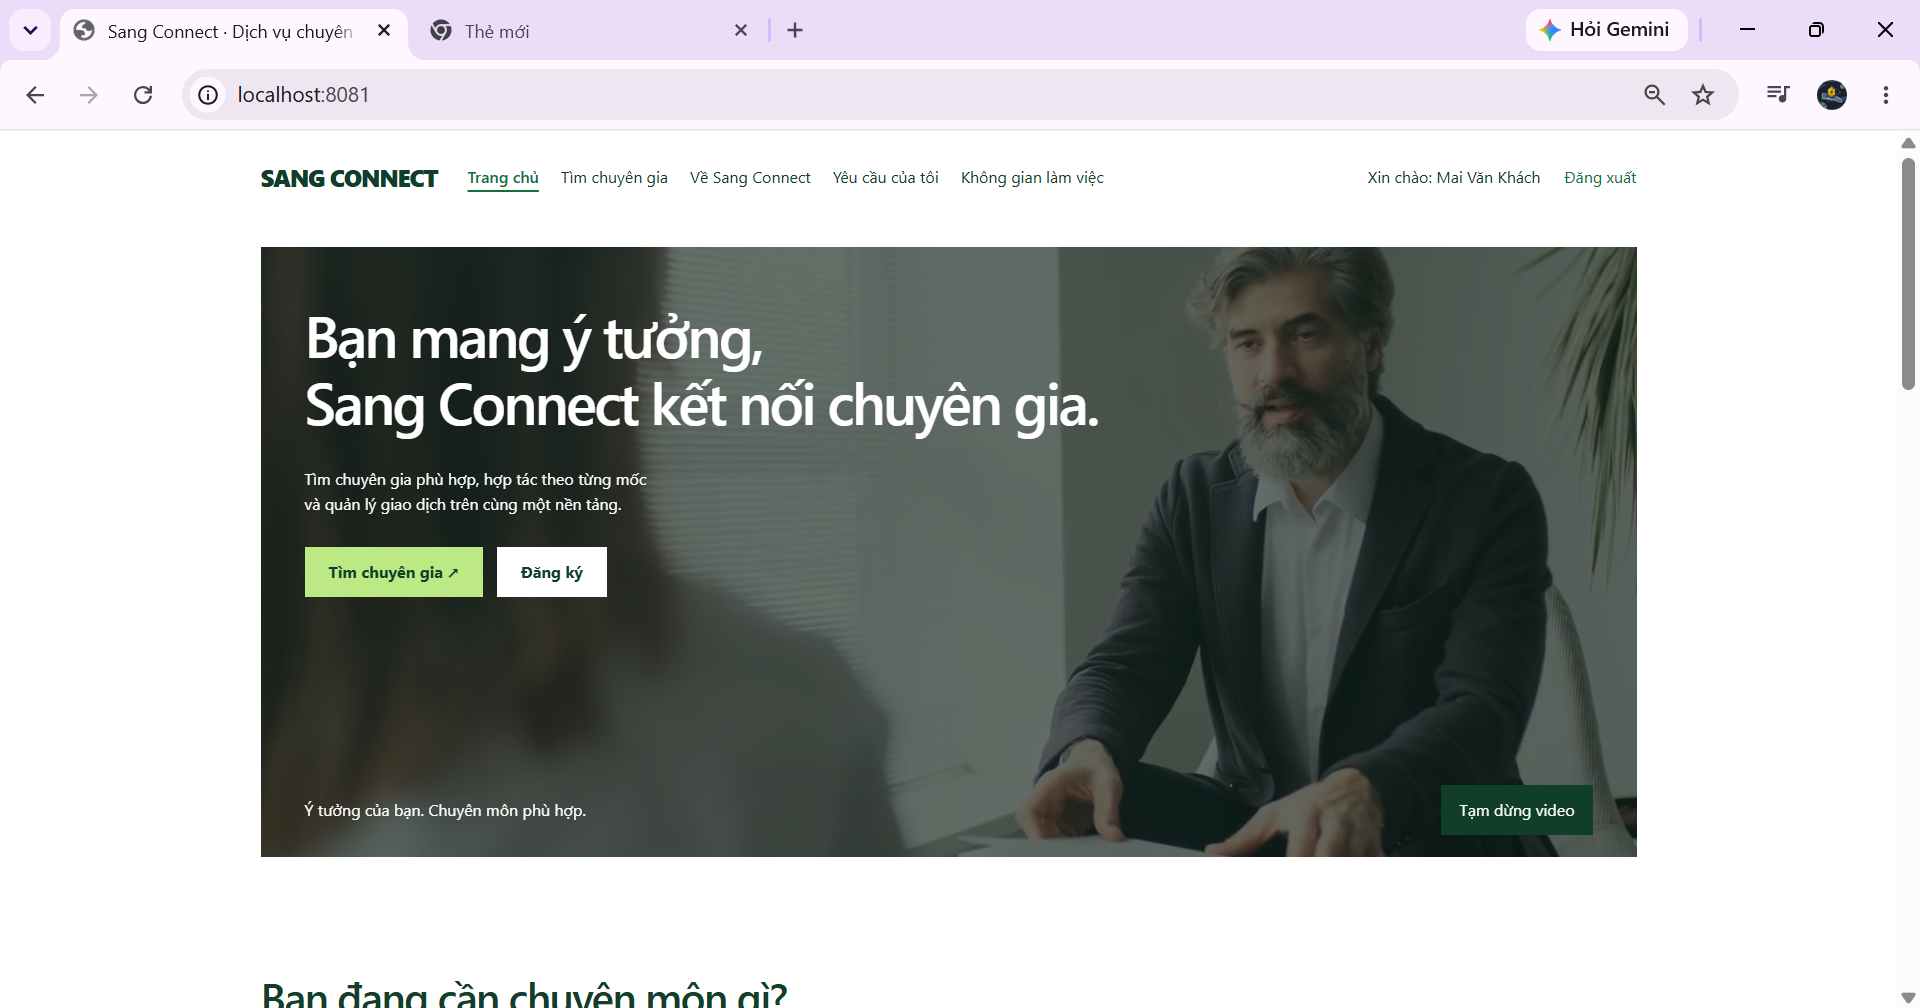 Sang Connect · Dịch vụ chuyên
Thẻ mới
Hỏi Gemini
localhost:8081
SANG CONNECT
Trang chủ
Tìm chuyên gia
Về Sang Connect
Yêu cầu của tôi
Không gian làm việc
Xin chào: Mai Văn Khách
Đăng xuất
Bạn mang ý tưởng,
Sang Connect kết nối chuyên gia.
Tìm chuyên gia phù hợp, hợp tác theo từng mốc
và quản lý giao dịch trên cùng một nền tảng.
Tìm chuyên gia ↗
Đăng ký
Ý tưởng của bạn. Chuyên môn phù hợp.
Tạm dừng video
Bạn đang cần chuyên môn gì?